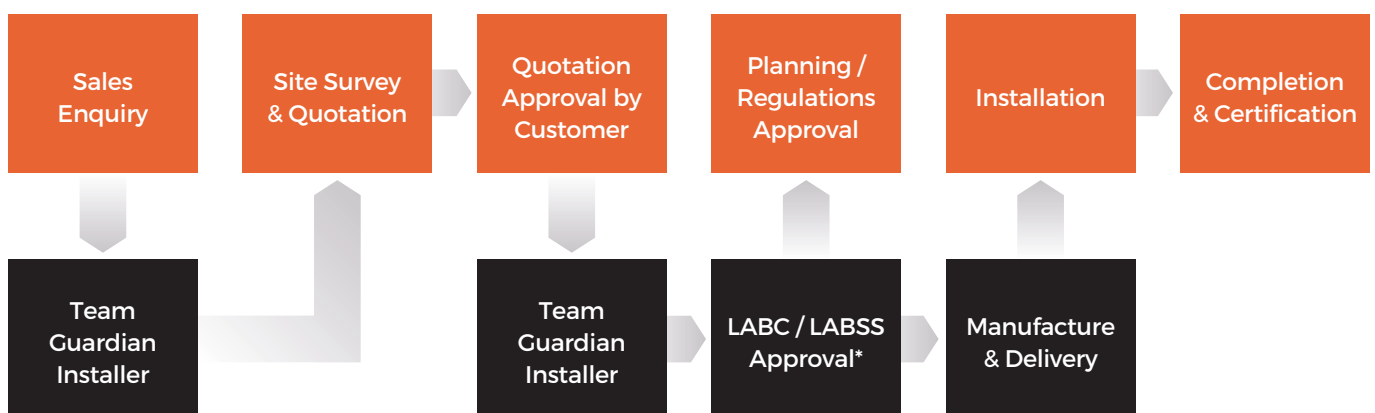 Sales
Enquiry
Site Survey
& Quotation
Quotation
Approval by
Customer
Planning /
Regulations
Approval
Installation
Completion
& Certification
Team
Guardian
Installer
Team
Guardian
Installer
LABC / LABSS
Approval*
Manufacture
& Delivery